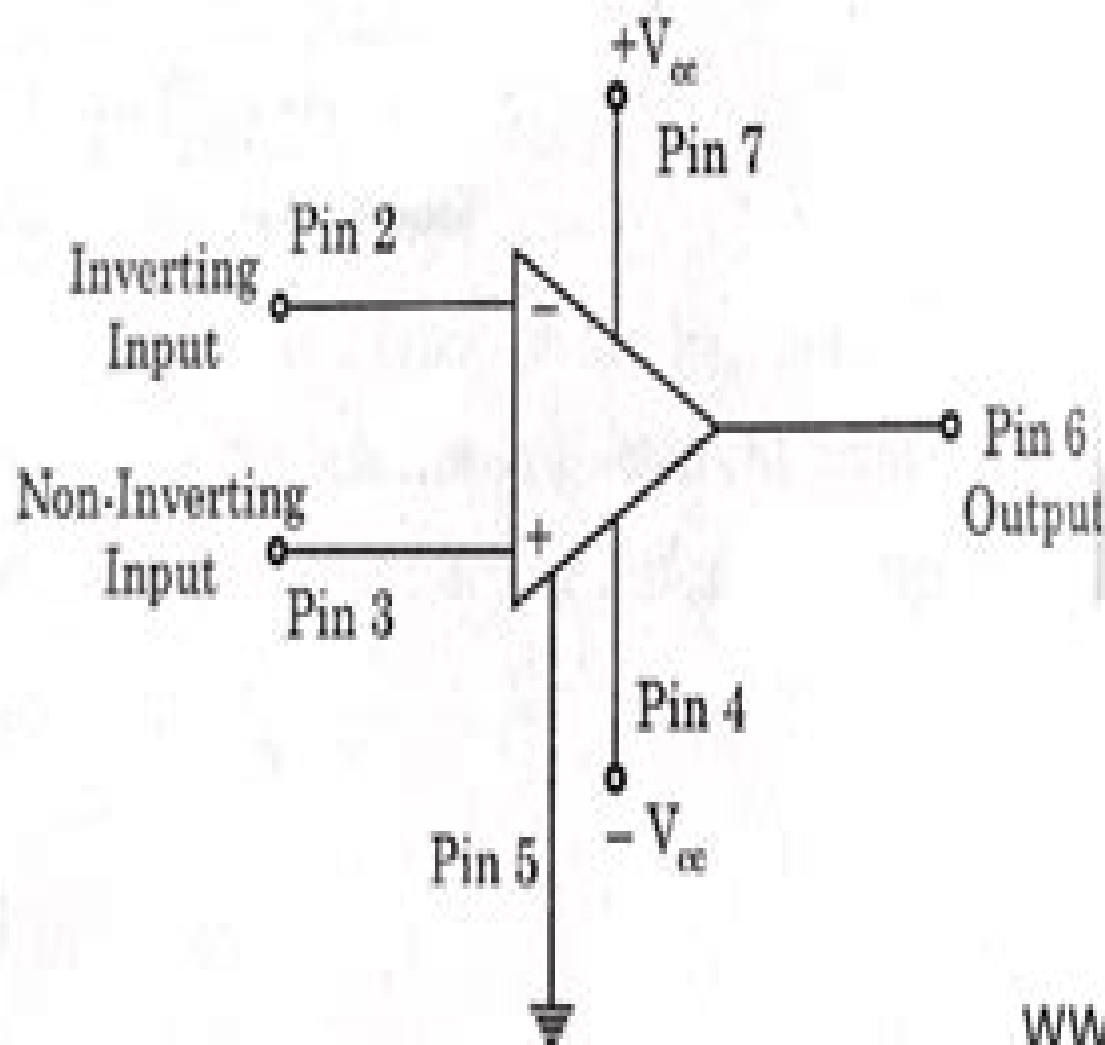 +Vcc
Pin 7
Pin 2
Inverting
Input
−
Pin 6
Output
Non-Inverting
Input
+
Pin 3
Pin 4
− Vcc
Pin 5